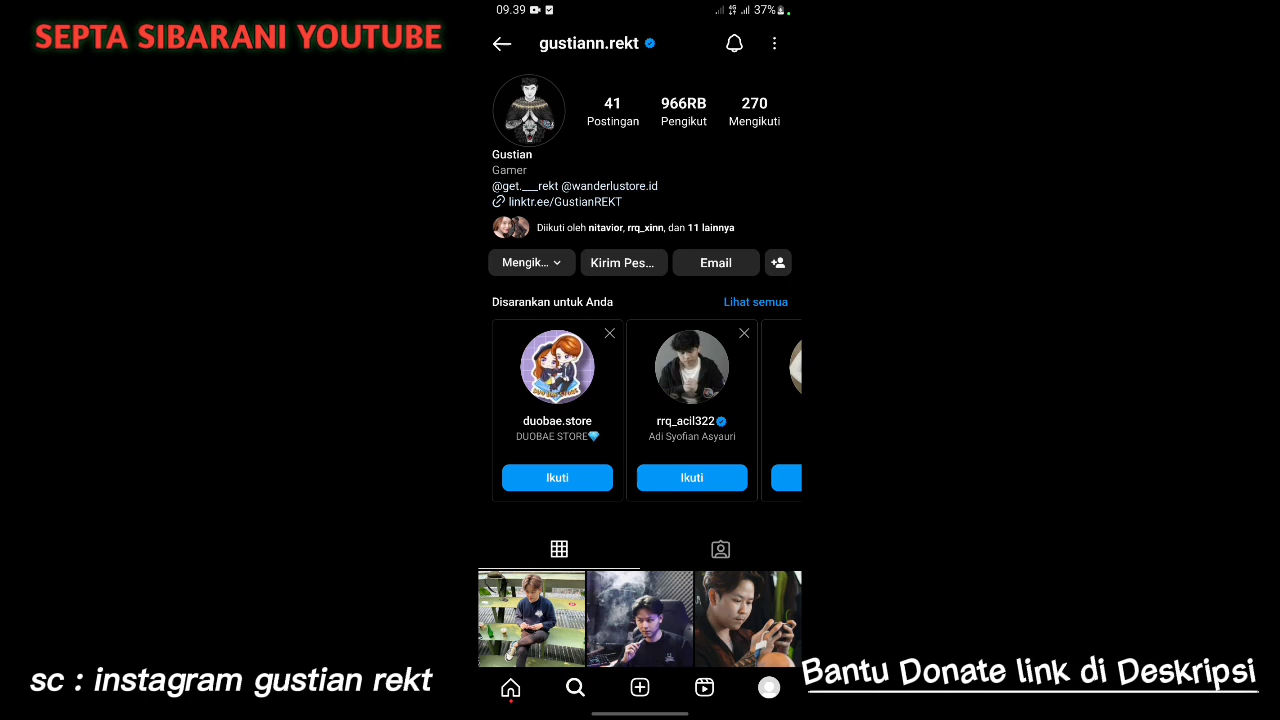 SEPTA SIBARANI YOUTUBE
09.39
37%
gustiann.rekt
41
966RB
270
Postingan
Pengikut
Mengikuti
Gustian
Gamer
@get.___rekt @wanderlustore.id
linktr.ee/GustianREKT
Diikuti oleh nitavior, rrq_xinn, dan 11 lainnya
Mengik...
Kirim Pes...
Email
Disarankan untuk Anda
Lihat semua
duobae.store
DUOBAE STORE💎
Ikuti
rrq_acil322
Adi Syofian Asyauri
Ikuti
sc : instagram gustian rekt
Bantu Donate link di Deskripsi